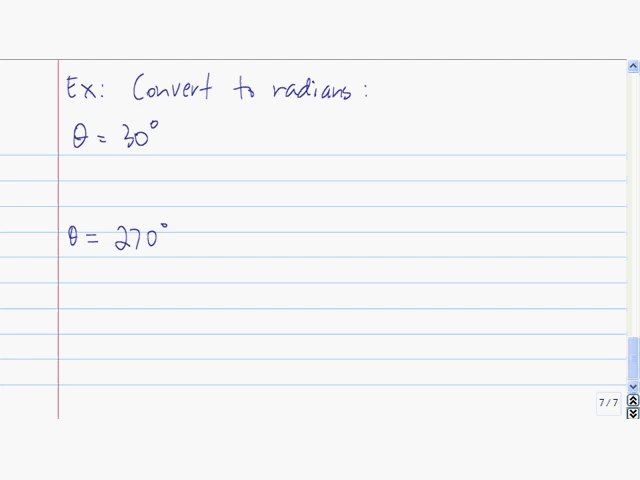 Ex: Convert to radians:
θ = 30°
θ = 270°
7/7